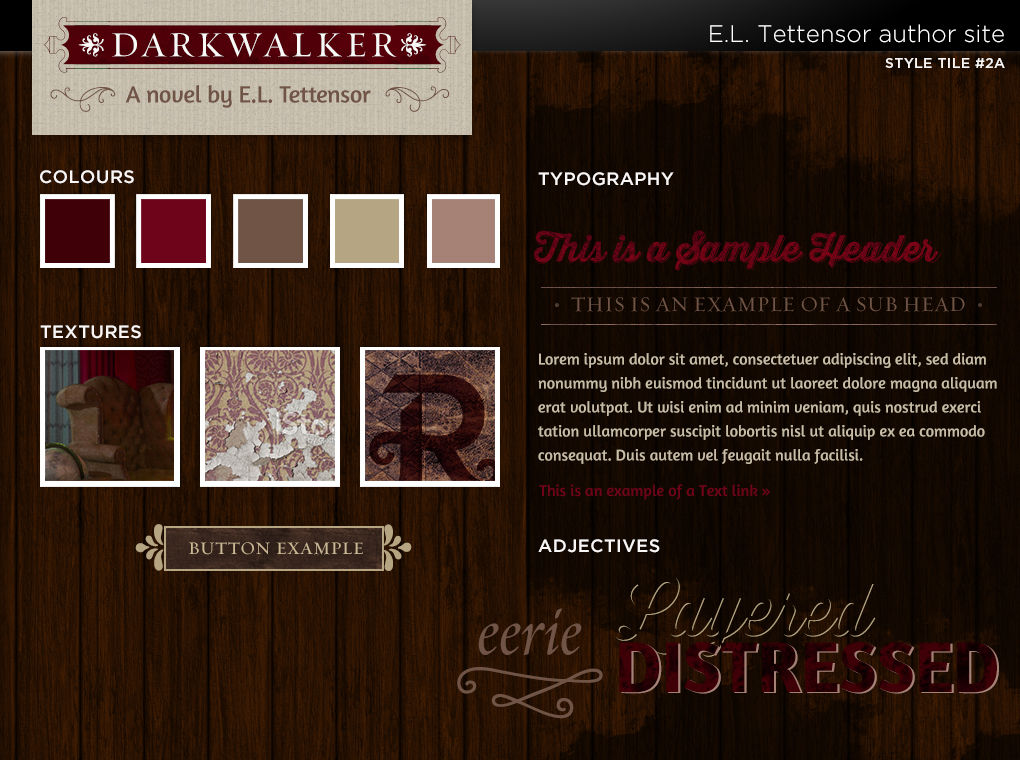 DARKWALKER
A novel by E.L. Tettensor
E.L. Tettensor author site
STYLE TILE #2A
COLOURS
TEXTURES
R
BUTTON EXAMPLE
TYPOGRAPHY
This is a Sample Header
• THIS IS AN EXAMPLE OF A SUB HEAD •
Lorem ipsum dolor sit amet, consectetuer adipiscing elit, sed diam
nonummy nibh euismod tincidunt ut laoreet dolore magna aliquam
erat volutpat. Ut wisi enim ad minim veniam, quis nostrud exerci
tation ullamcorper suscipit lobortis nisl ut aliquip ex ea commodo
consequat. Duis autem vel feugait nulla facilisi.
This is an example of a Text link »
ADJECTIVES
eerie
Layered
DISTRESSED